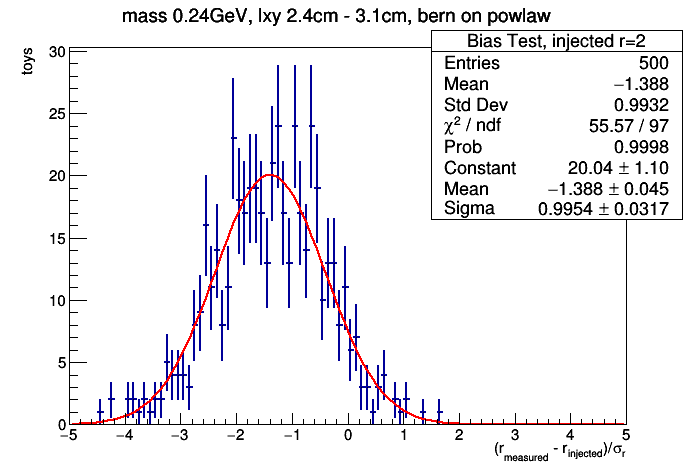 mass 0.24GeV, lxy 2.4cm - 3.1cm, bern on powlaw
Bias Test, injected r=2
Entries 500
Mean −1.388
Std Dev 0.9932
χ² / ndf 55.57 / 97
Prob 0.9998
Constant 20.04 ± 1.10
Mean −1.388 ± 0.045
Sigma 0.9954 ± 0.0317
toys
30
25
20
15
10
5
0
−5 −4 −3 −2 −1 0 1 2 3 4 5
(r_measured - r_injected)/σ_r